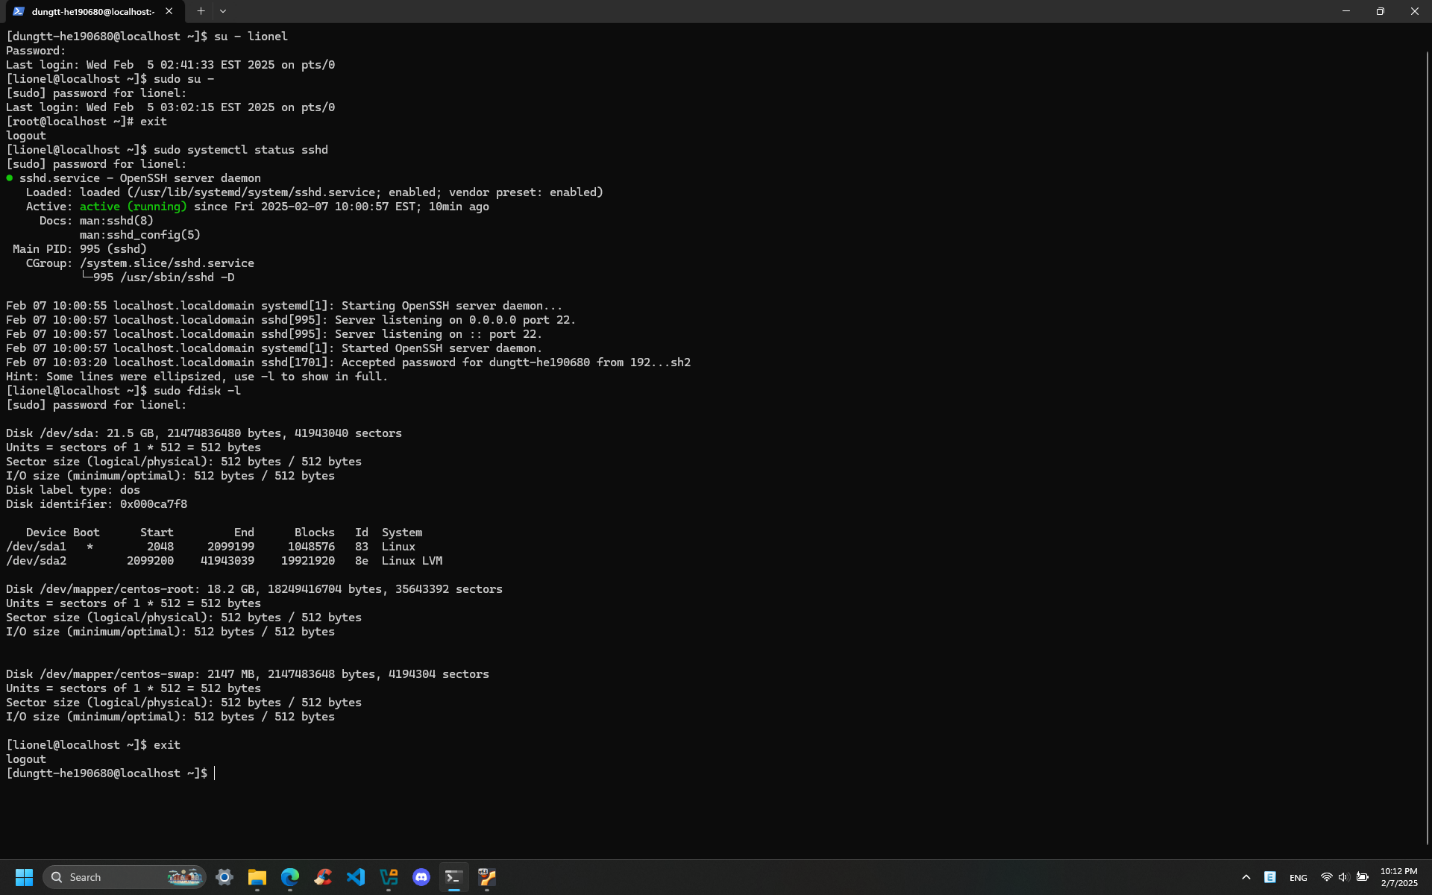 dungtt-he190680@localhost:~
[dungtt-he190680@localhost ~]$ su - lionel
Password:
Last login: Wed Feb  5 02:41:33 EST 2025 on pts/0
[lionel@localhost ~]$ sudo su -
[sudo] password for lionel:
Last login: Wed Feb  5 03:02:15 EST 2025 on pts/0
[root@localhost ~]# exit
logout
[lionel@localhost ~]$ sudo systemctl status sshd
[sudo] password for lionel:
● sshd.service - OpenSSH server daemon
   Loaded: loaded (/usr/lib/systemd/system/sshd.service; enabled; vendor preset: enabled)
   Active: active (running) since Fri 2025-02-07 10:00:57 EST; 10min ago
     Docs: man:sshd(8)
           man:sshd_config(5)
 Main PID: 995 (sshd)
   CGroup: /system.slice/sshd.service
           └─995 /usr/sbin/sshd -D
Feb 07 10:00:55 localhost.localdomain systemd[1]: Starting OpenSSH server daemon...
Feb 07 10:00:57 localhost.localdomain sshd[995]: Server listening on 0.0.0.0 port 22.
Feb 07 10:00:57 localhost.localdomain sshd[995]: Server listening on :: port 22.
Feb 07 10:00:57 localhost.localdomain systemd[1]: Started OpenSSH server daemon.
Feb 07 10:03:20 localhost.localdomain sshd[1701]: Accepted password for dungtt-he190680 from 192...sh2
Hint: Some lines were ellipsized, use -l to show in full.
[lionel@localhost ~]$ sudo fdisk -l
[sudo] password for lionel:
Disk /dev/sda: 21.5 GB, 21474836480 bytes, 41943040 sectors
Units = sectors of 1 * 512 = 512 bytes
Sector size (logical/physical): 512 bytes / 512 bytes
I/O size (minimum/optimal): 512 bytes / 512 bytes
Disk label type: dos
Disk identifier: 0x000ca7f8
   Device Boot      Start         End      Blocks   Id  System
/dev/sda1   *        2048     2099199     1048576   83  Linux
/dev/sda2         2099200    41943039    19921920   8e  Linux LVM
Disk /dev/mapper/centos-root: 18.2 GB, 18249416704 bytes, 35643392 sectors
Units = sectors of 1 * 512 = 512 bytes
Sector size (logical/physical): 512 bytes / 512 bytes
I/O size (minimum/optimal): 512 bytes / 512 bytes
Disk /dev/mapper/centos-swap: 2147 MB, 2147483648 bytes, 4194304 sectors
Units = sectors of 1 * 512 = 512 bytes
Sector size (logical/physical): 512 bytes / 512 bytes
I/O size (minimum/optimal): 512 bytes / 512 bytes
[lionel@localhost ~]$ exit
logout
[dungtt-he190680@localhost ~]$
Search
ENG
10:12 PM
2/7/2025